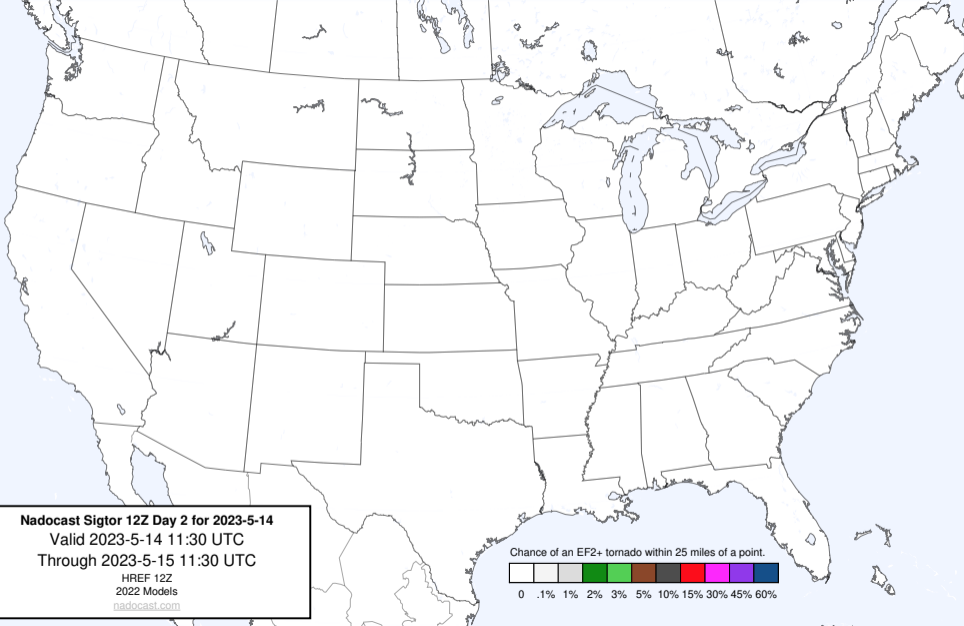 Nadocast Sigtor 12Z Day 2 for 2023-5-14
Valid 2023-5-14 11:30 UTC
Through 2023-5-15 11:30 UTC
HREF 12Z
2022 Models
nadocast.com
Chance of an EF2+ tornado within 25 miles of a point.
0 .1% 1% 2% 3% 5% 10% 15% 30% 45% 60%